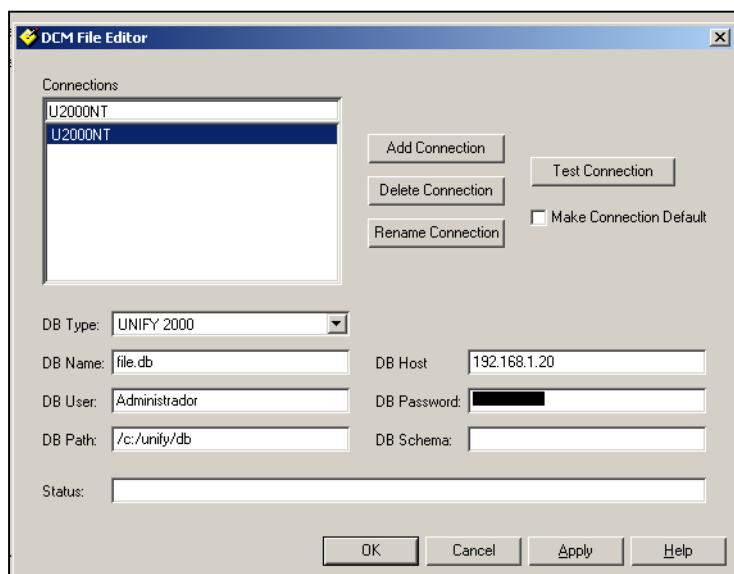 DCM File Editor
Connections
U2000NT
U2000NT
Add Connection
Test Connection
Delete Connection
Make Connection Default
Rename Connection
DB Type: UNIFY 2000
DB Name: file.db DB Host 192.168.1.20
DB User: Administrador DB Password:
DB Path: /c:/unify/db DB Schema:
Status:
OK Cancel Apply Help